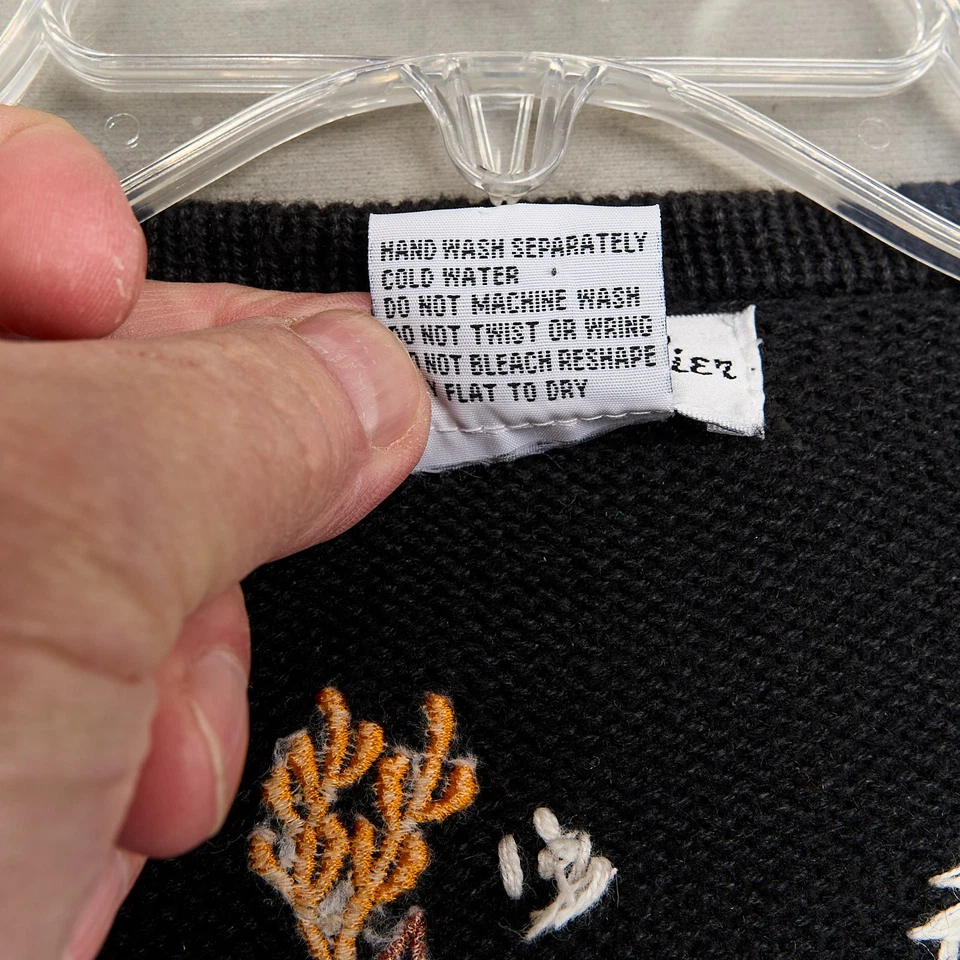 HAND WASH SEPARATELY
COLD WATER
DO NOT MACHINE WASH
DO NOT TWIST OR WRING
NOT BLEACH RESHAPE
FLAT TO DRY